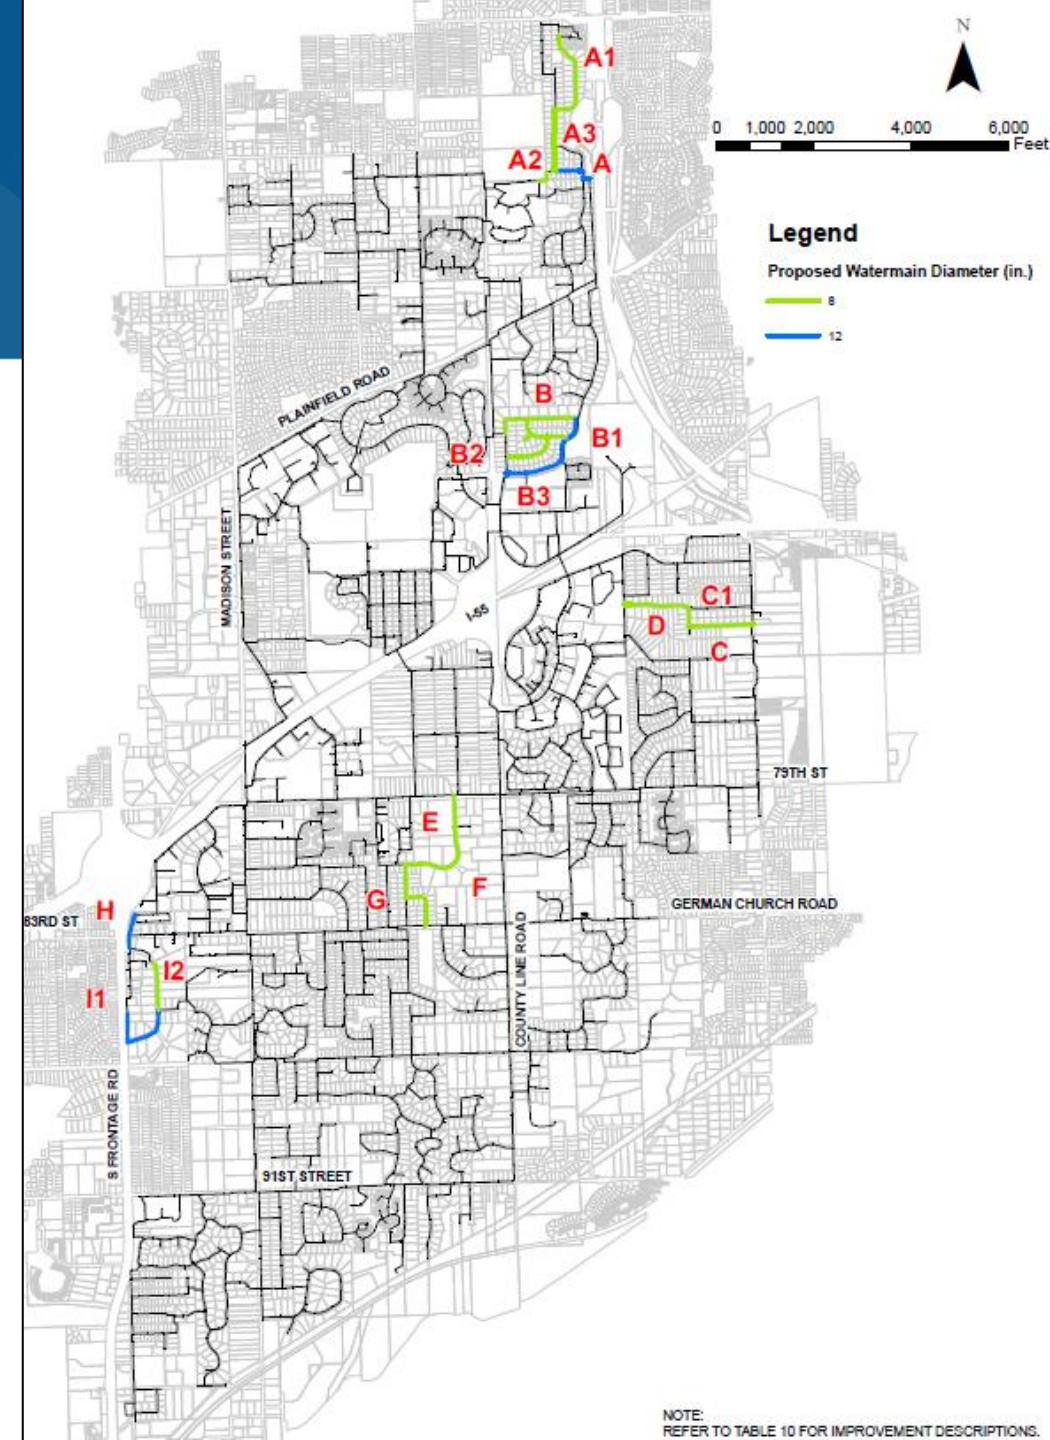 N
A1
0 1,000 2,000 4,000 6,000
Feet
A3
A2
A
Legend
Proposed Watermain Diameter (in.)
8
12
PLAINFIELD ROAD
B
B1
B2
B3
MADISON STREET
I-55
C1
D
C
79TH ST
E
F
G
GERMAN CHURCH ROAD
H
83RD ST
COUNTY LINE ROAD
I2
I1
S FRONTAGE RD
91ST STREET
NOTE:
REFER TO TABLE 10 FOR IMPROVEMENT DESCRIPTIONS.